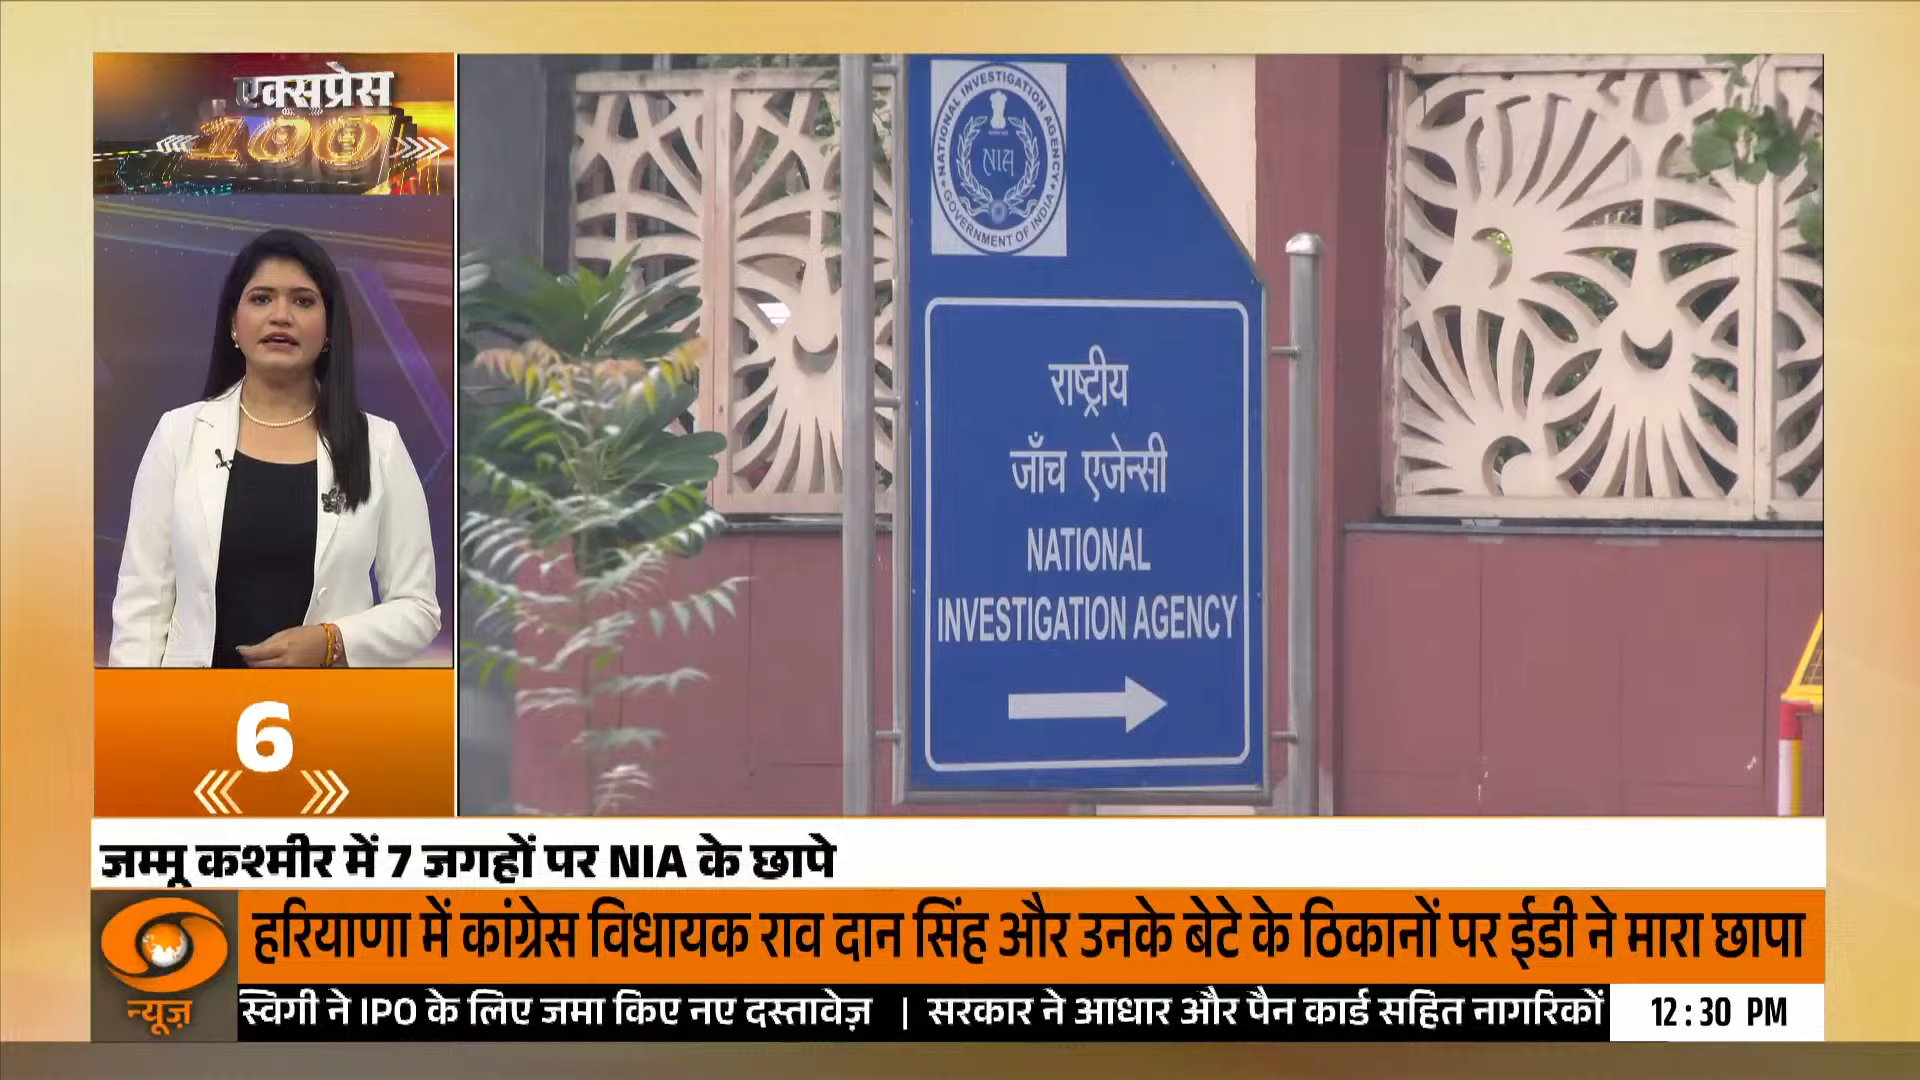 एक्सप्रेस
100
NATIONAL INVESTIGATION AGENCY
NIA
GOVERNMENT OF INDIA
राष्ट्रीय
जाँच एजेन्सी
NATIONAL
INVESTIGATION AGENCY
6
जम्मू कश्मीर में 7 जगहों पर NIA के छापे
हरियाणा में कांग्रेस विधायक राव दान सिंह और उनके बेटे के ठिकानों पर ईडी ने मारा छापा
न्यूज़
स्विगी ने IPO के लिए जमा किए नए दस्तावेज़ | सरकार ने आधार और पैन कार्ड सहित नागरिकों
12:30 PM